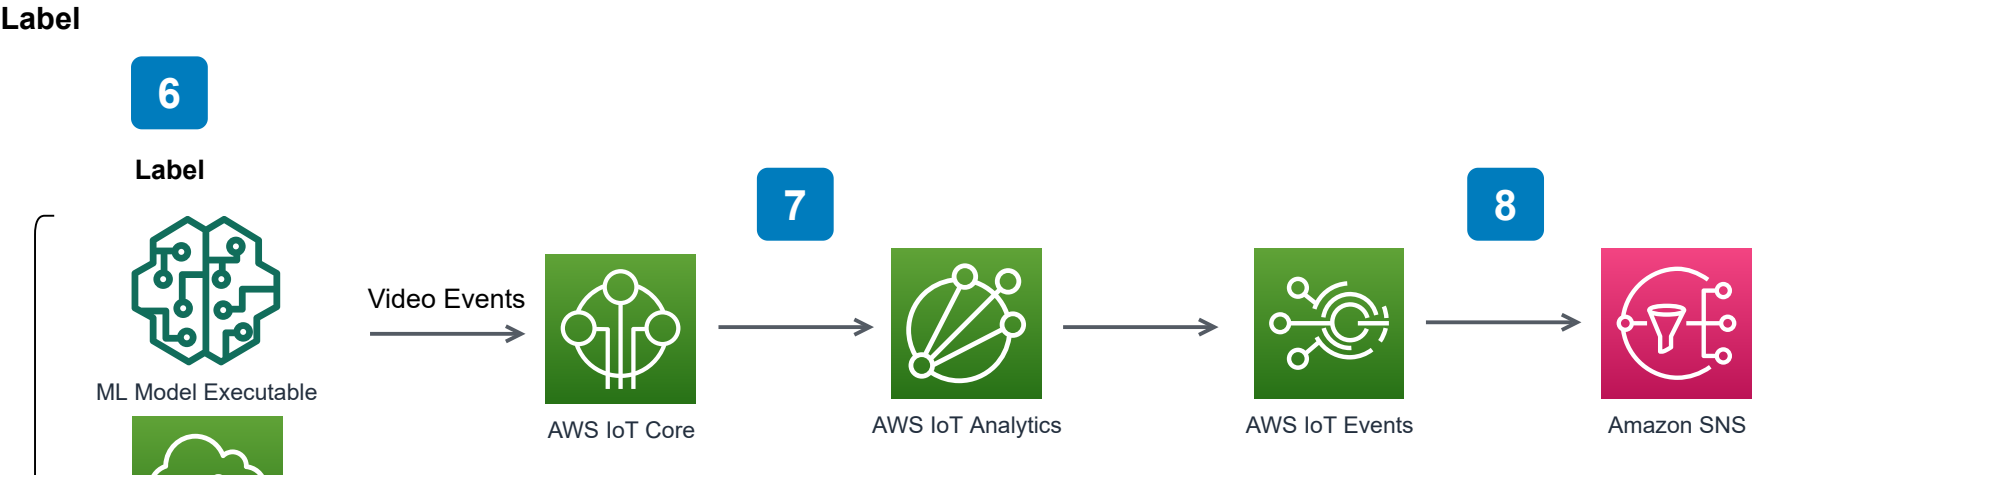 Label
6
Label
7
8
Video Events
ML Model Executable
AWS IoT Core
AWS IoT Analytics
AWS IoT Events
Amazon SNS